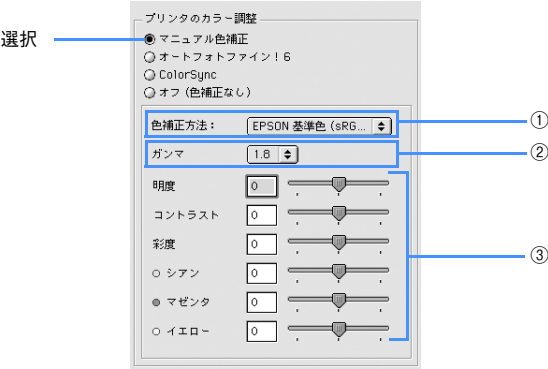 プリンタのカラー調整
選択
マニュアル色補正
オートフォトファイン！6
ColorSync
オフ（色補正なし）
色補正方法： EPSON 基準色（sRG... ①
ガンマ 1.8 ②
明度 0
コントラスト 0
彩度 0
③
シアン 0
マゼンタ 0
イエロー 0